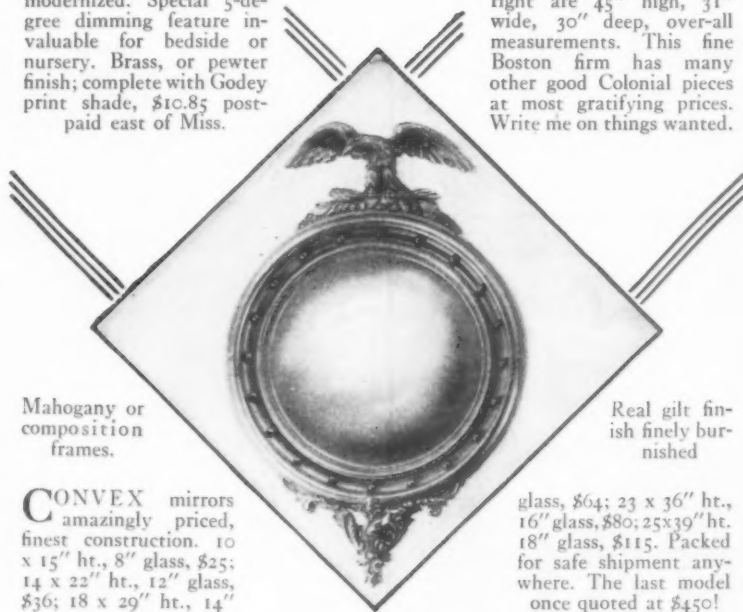 modernized. Special 5-de-
gree dimming feature in-
valuable for bedside or
nursery. Brass, or pewter
finish; complete with Godey
print shade, $10.85 post-
paid east of Miss.
right are 45" high, 31"
wide, 30" deep, over-all
measurements. This fine
Boston firm has many
other good Colonial pieces
at most gratifying prices.
Write me on things wanted.
Mahogany or
composition
frames.
Real gilt fin-
ish finely bur-
nished
CONVEX mirrors
amazingly priced,
finest construction. 10
x 15" ht., 8" glass, $25;
14 x 22" ht., 12" glass,
$36; 18 x 29" ht., 14"
glass, $64; 23 x 36" ht.,
16" glass, $80; 25x39" ht.
18" glass, $115. Packed
for safe shipment any-
where. The last model
once quoted at $450!